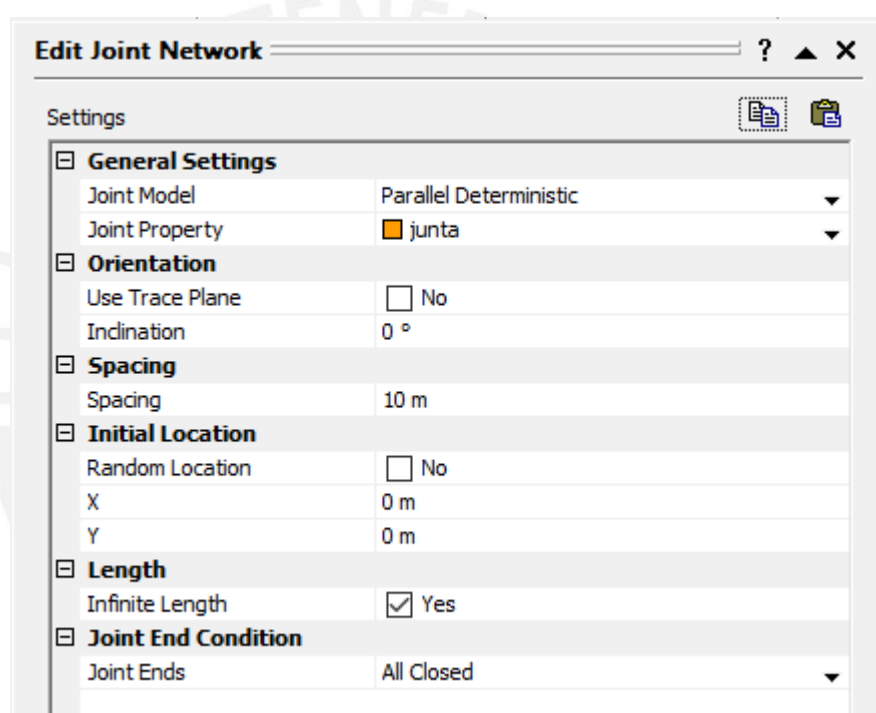 TENE
Edit Joint Network ? ▲ X
Settings
General Settings
Joint Model Parallel Deterministic
Joint Property junta
Orientation
Use Trace Plane No
Inclination 0 °
Spacing
Spacing 10 m
Initial Location
Random Location No
X 0 m
Y 0 m
Length
Infinite Length Yes
Joint End Condition
Joint Ends All Closed